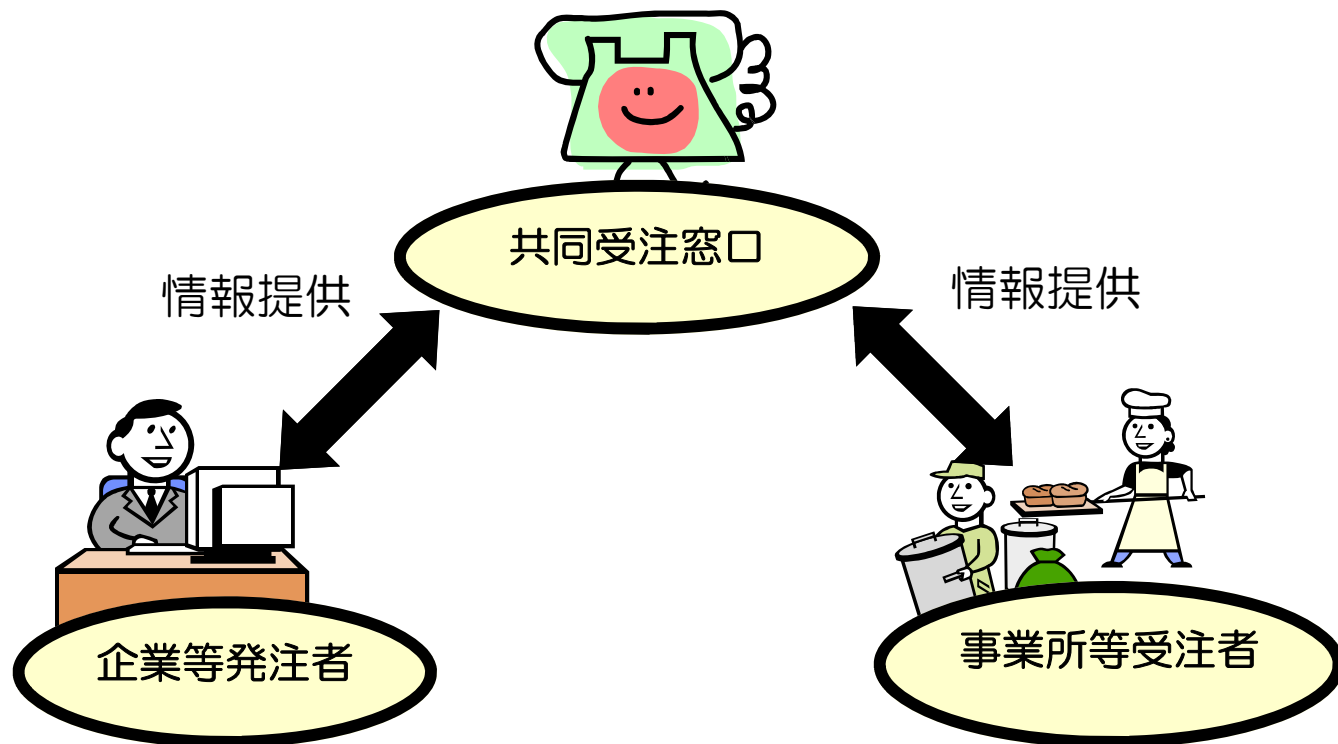 共同受注窓口
情報提供
情報提供
企業等発注者
事業所等受注者